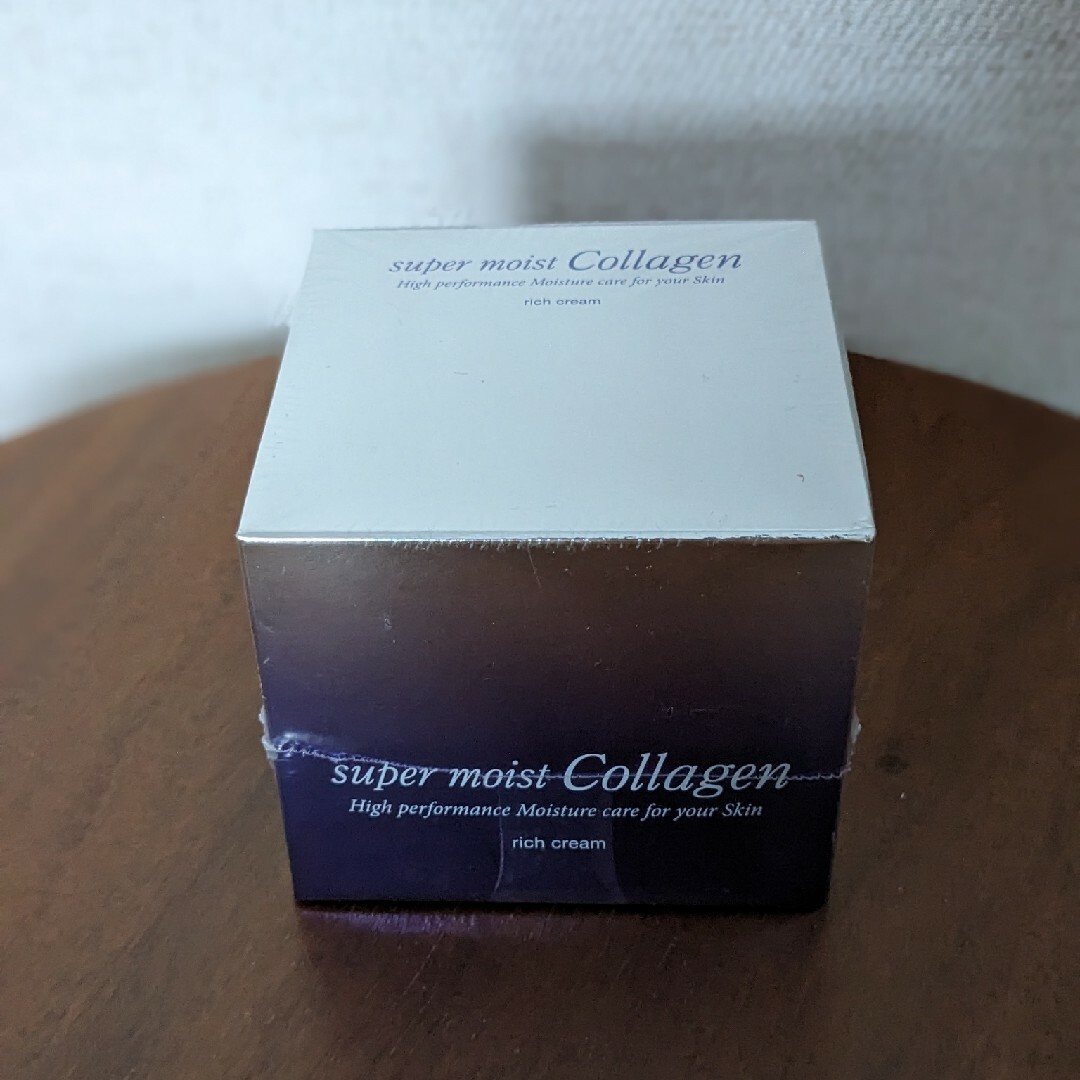 super moist Collagen
High performance Moisture care for your Skin
rich cream
super moist Collagen
High performance Moisture care for your Skin
rich cream